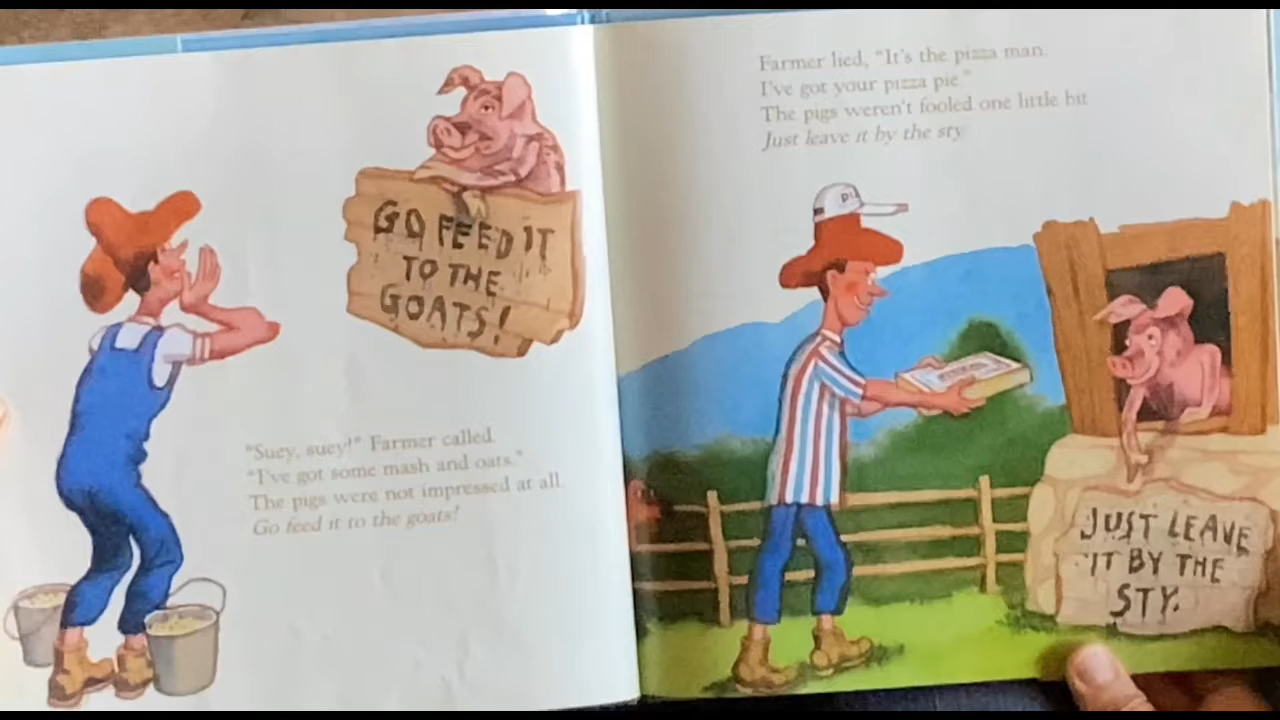 GO FEED IT
TO THE
GOATS!
"Suey, suey!" Farmer called.
"I've got some mash and oats."
The pigs were not impressed at all.
Go feed it to the goats!
Farmer lied, "It's the pizza man.
I've got your pizza pie."
The pigs weren't fooled one little bit
Just leave it by the sty
JUST LEAVE
IT BY THE
STY.